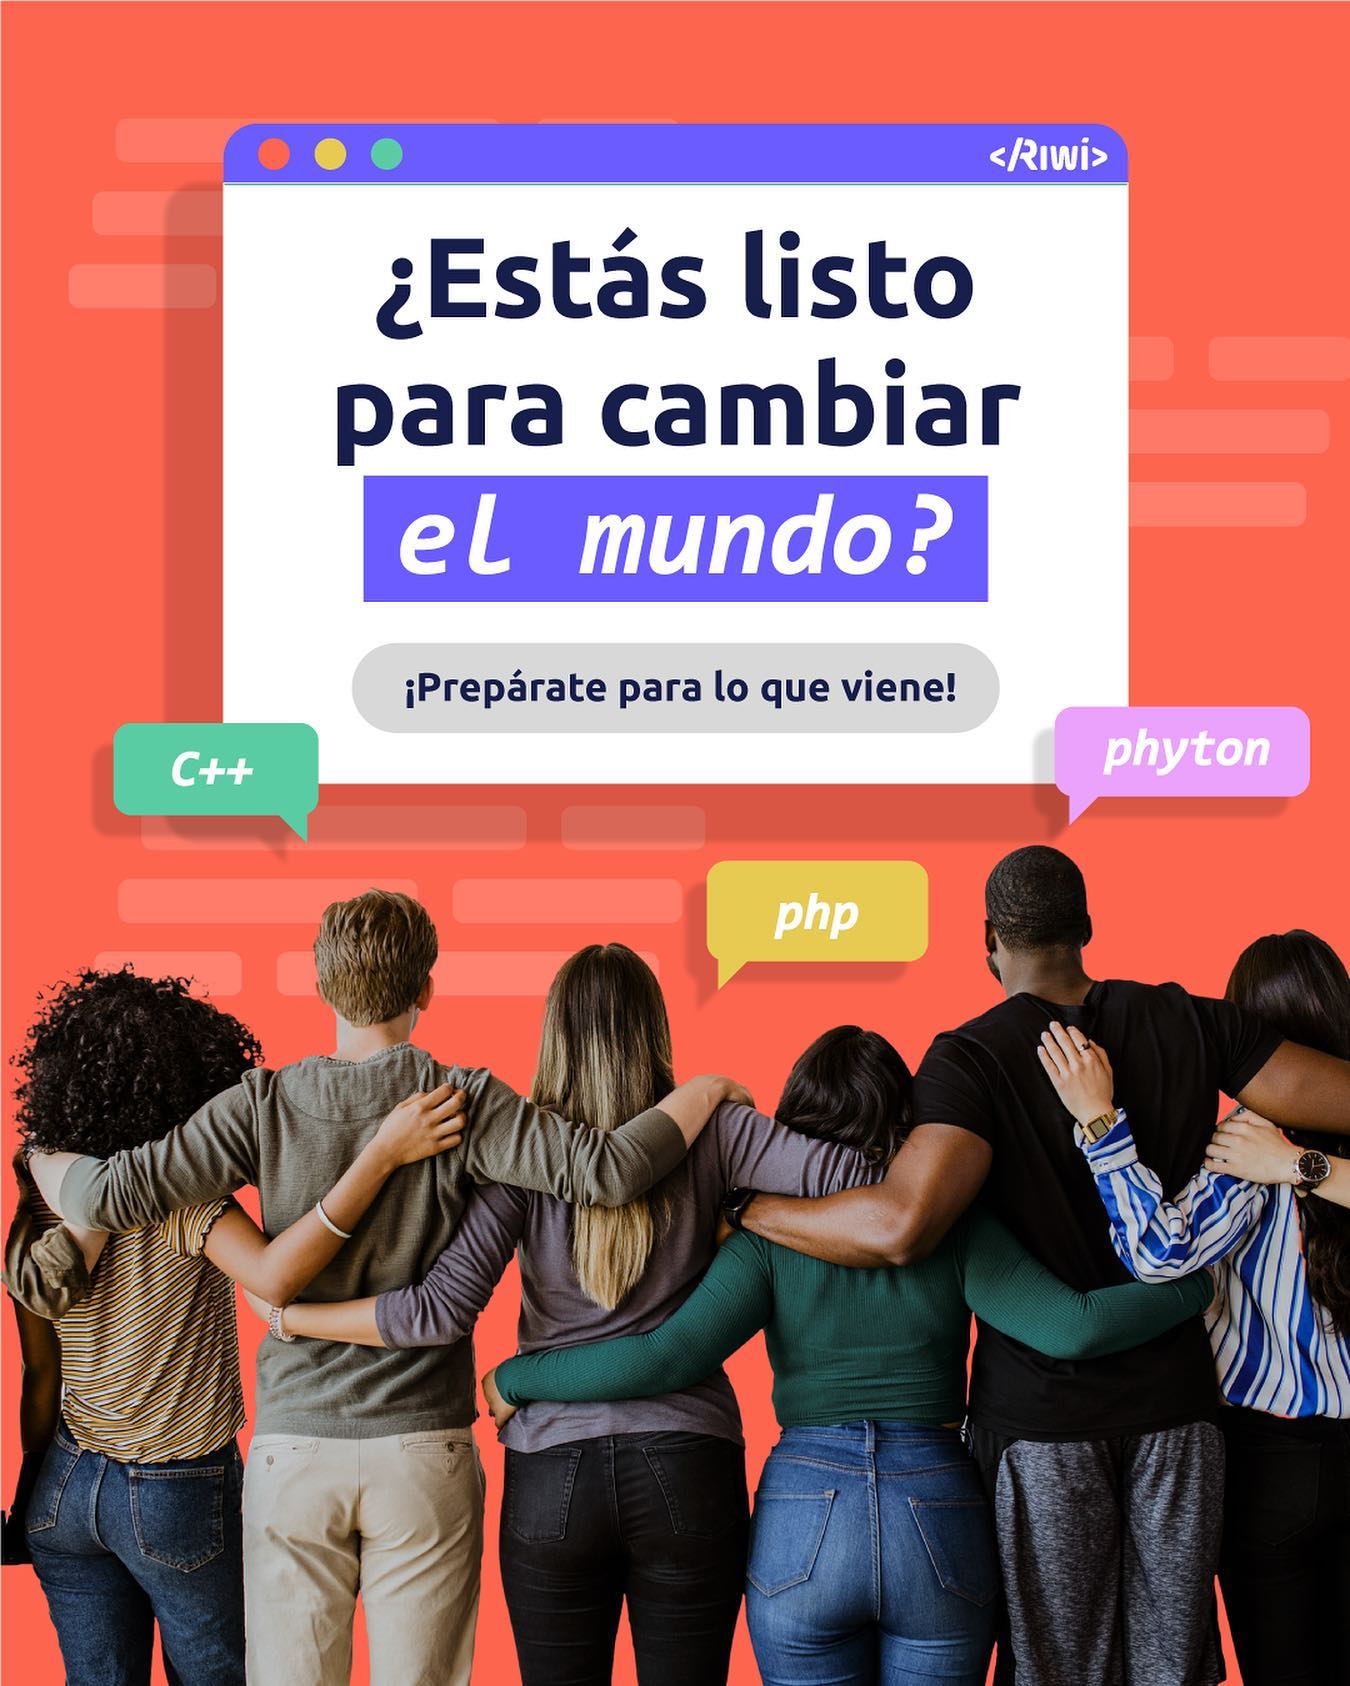 </Riwi>
¿Estás listo
para cambiar
el mundo?
¡Prepárate para lo que viene!
C++
phyton
php